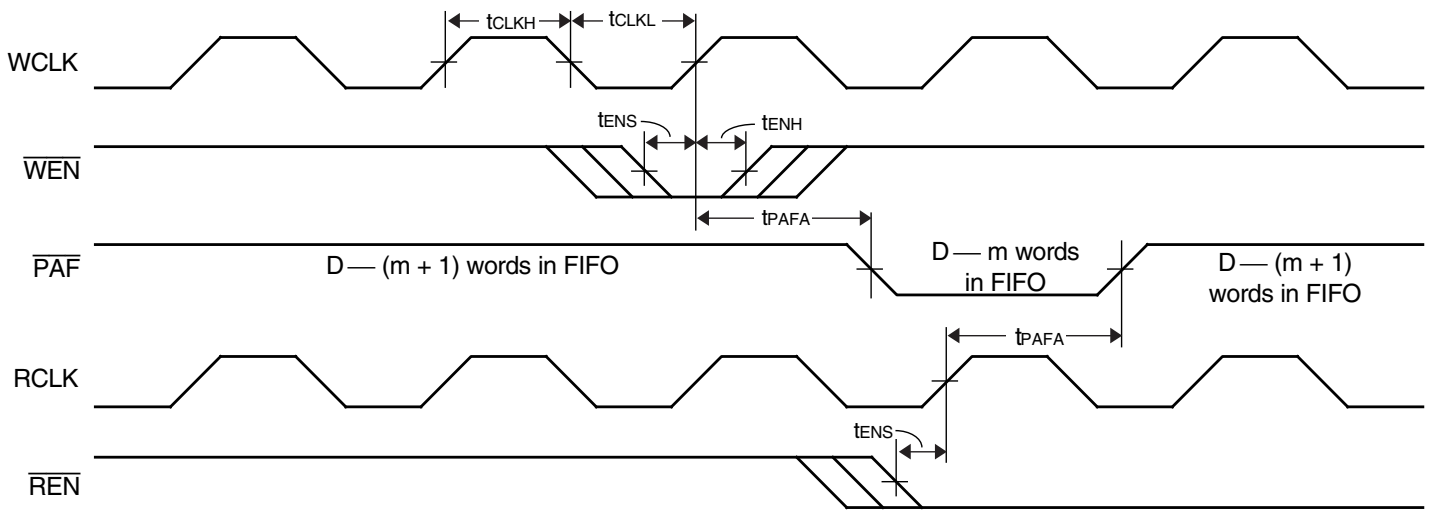 tCLKH
tCLKL
WCLK
tENS
tENH
WEN
tPAFA
PAF
D — (m + 1) words in FIFO
D — m words
in FIFO
D — (m + 1)
words in FIFO
tPAFA
RCLK
tENS
REN